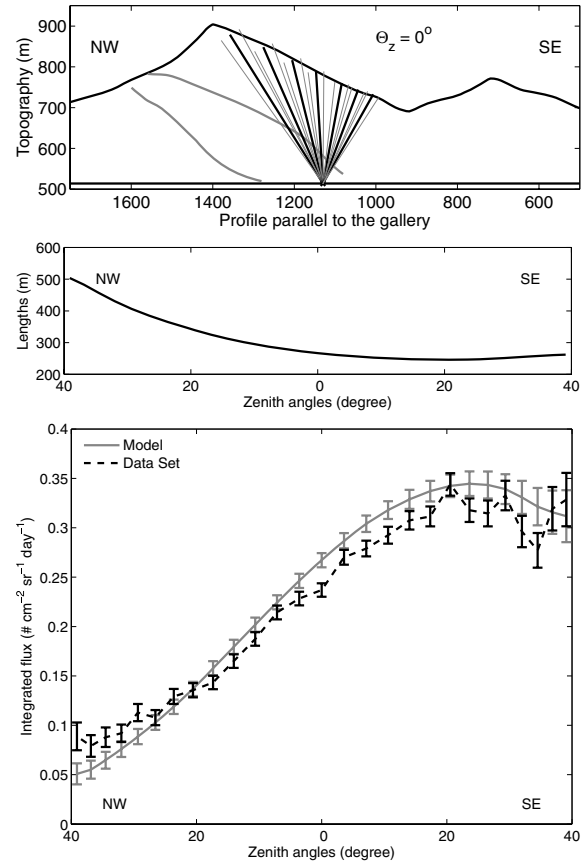 900
800
700
600
500
Topography (m)
NW
Θz = 0°
SE
1600
1400
1200
1000
800
600
Profile parallel to the gallery
600
500
400
300
200
Lengths (m)
NW
SE
40
20
0
20
40
Zenith angles (degree)
0.4
0.35
0.3
0.25
0.2
0.15
0.1
0.05
0
Integrated flux (# cm⁻² sr⁻¹ day⁻¹)
Model
Data Set
NW
SE
40
20
0
20
40
Zenith angles (degree)